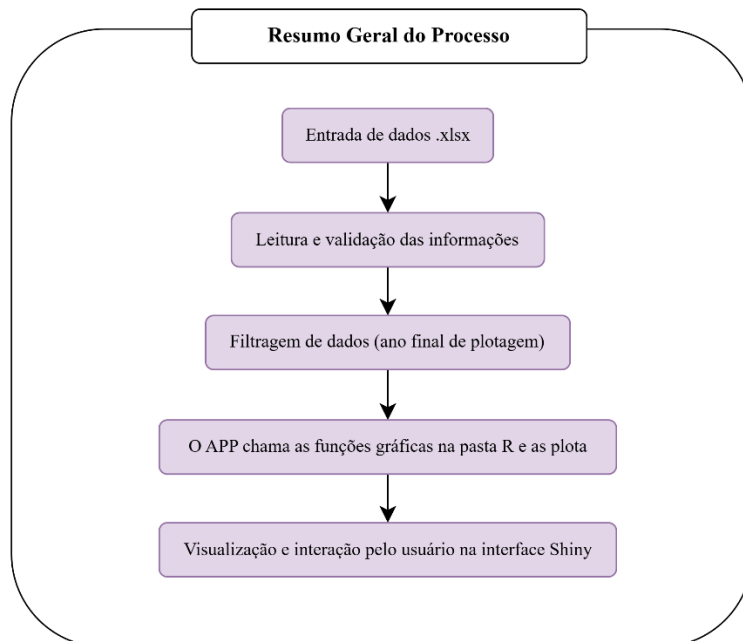 Resumo Geral do Processo
Entrada de dados .xlsx
Leitura e validação das informações
Filtragem de dados (ano final de plotagem)
O APP chama as funções gráficas na pasta R e as plota
Visualização e interação pelo usuário na interface Shiny